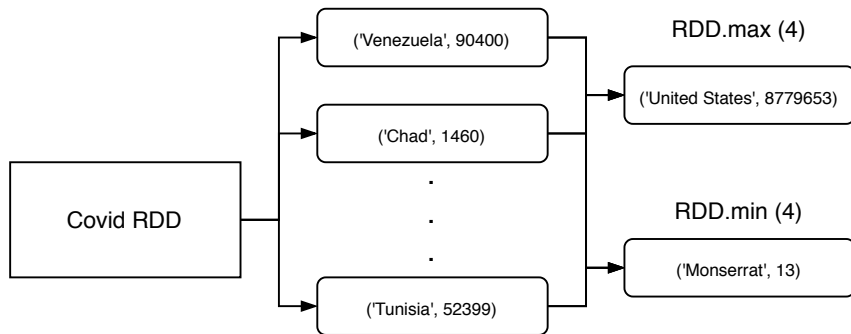 Covid RDD
('Venezuela', 90400)
('Chad', 1460)
.
.
.
('Tunisia', 52399)
RDD.max (4)
('United States', 8779653)
RDD.min (4)
('Monserrat', 13)